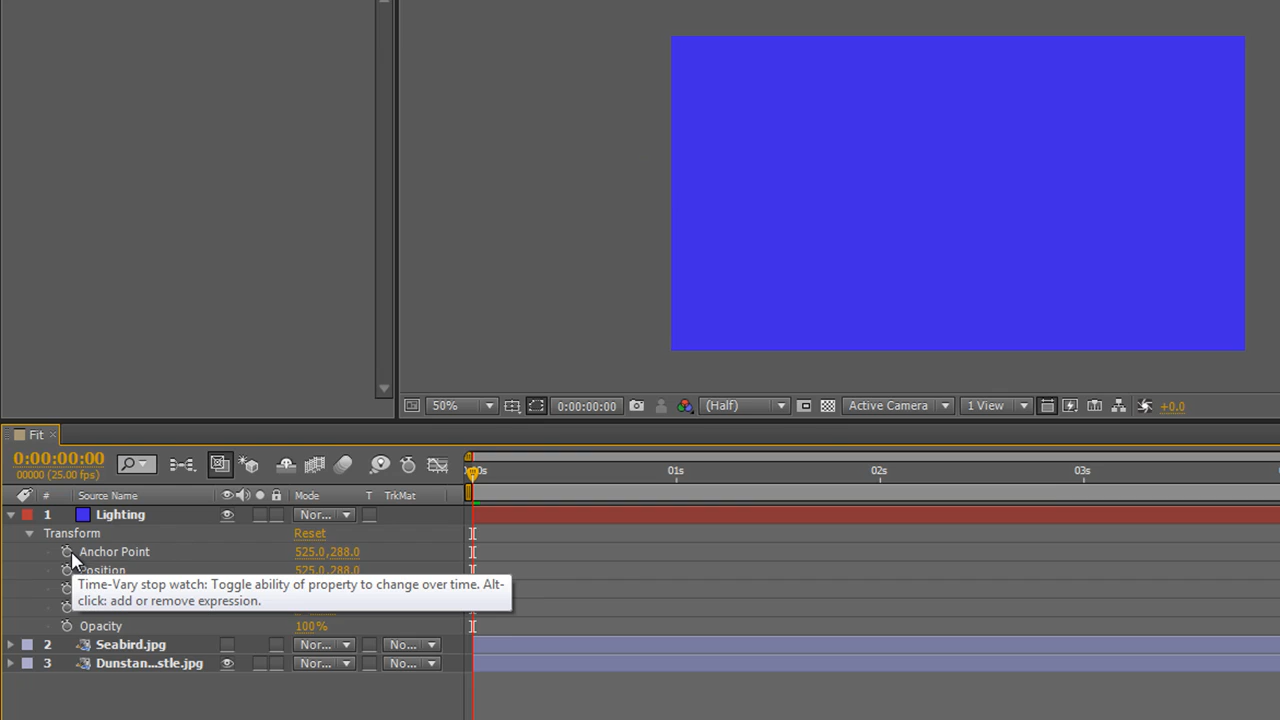 50%
0:00:00:00
(Half)
Active Camera
1 View
+0.0
Fit
0:00:00:00
00000 (25.00 fps)
# Source Name Mode T TrkMat
01s 02s 03s
1 Lighting Nor...
Transform Reset
Anchor Point 525.0,288.0
Position 525.0,288.0
Time-Vary stop watch: Toggle ability of property to change over time. Alt-
click: add or remove expression.
Opacity 100%
2 Seabird.jpg Nor... No...
3 Dunstan...stle.jpg Nor... No...